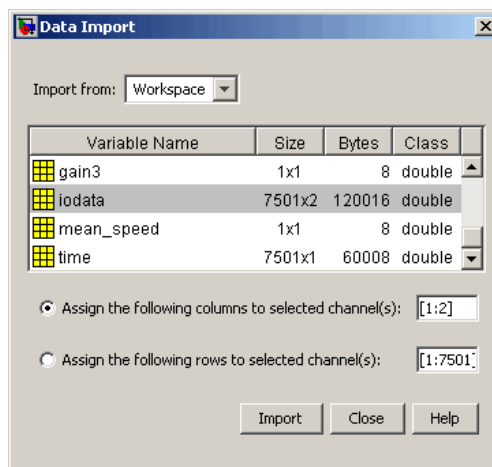 Data Import
Import from: Workspace
Variable Name Size Bytes Class
gain3 1x1 8 double
iodata 7501x2 120016 double
mean_speed 1x1 8 double
time 7501x1 60008 double
Assign the following columns to selected channel(s): [1:2]
Assign the following rows to selected channel(s): [1:7501]
Import Close Help